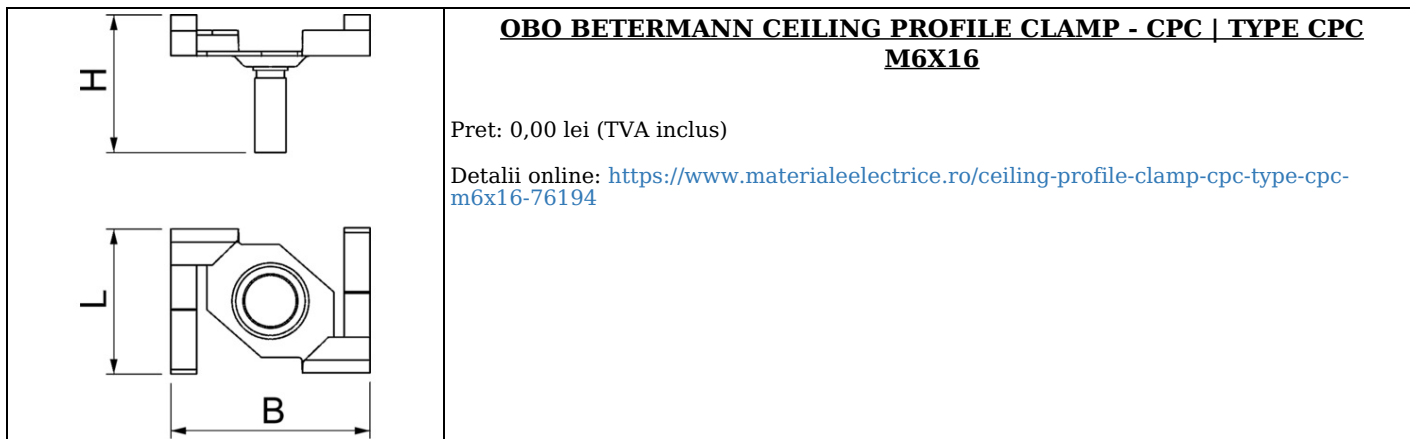 H
L
B
OBO BETERMANN CEILING PROFILE CLAMP - CPC | TYPE CPC
M6X16
Pret: 0,00 lei (TVA inclus)
Detalii online: https://www.materialeelectrice.ro/ceiling-profile-clamp-cpc-type-cpc-
m6x16-76194